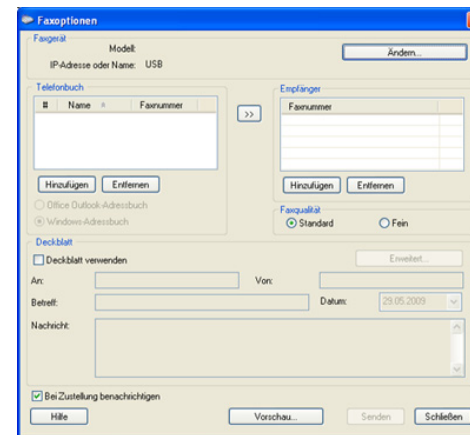 Faxoptionen
Faxgerät
Modell:
Ändern...
IP-Adresse oder Name: USB
Telefonbuch
# Name Faxnummer
>>
Hinzufügen Entfernen
Office Outlook-Adressbuch
Windows-Adressbuch
Empfänger
Faxnummer
Hinzufügen Entfernen
Faxqualität
Standard Fein
Deckblatt
Deckblatt verwenden
Erweitert...
An: Von:
Betreff: Datum: 29.05.2009
Nachricht:
Bei Zustellung benachrichtigen
Hilfe Vorschau... Senden Schließen